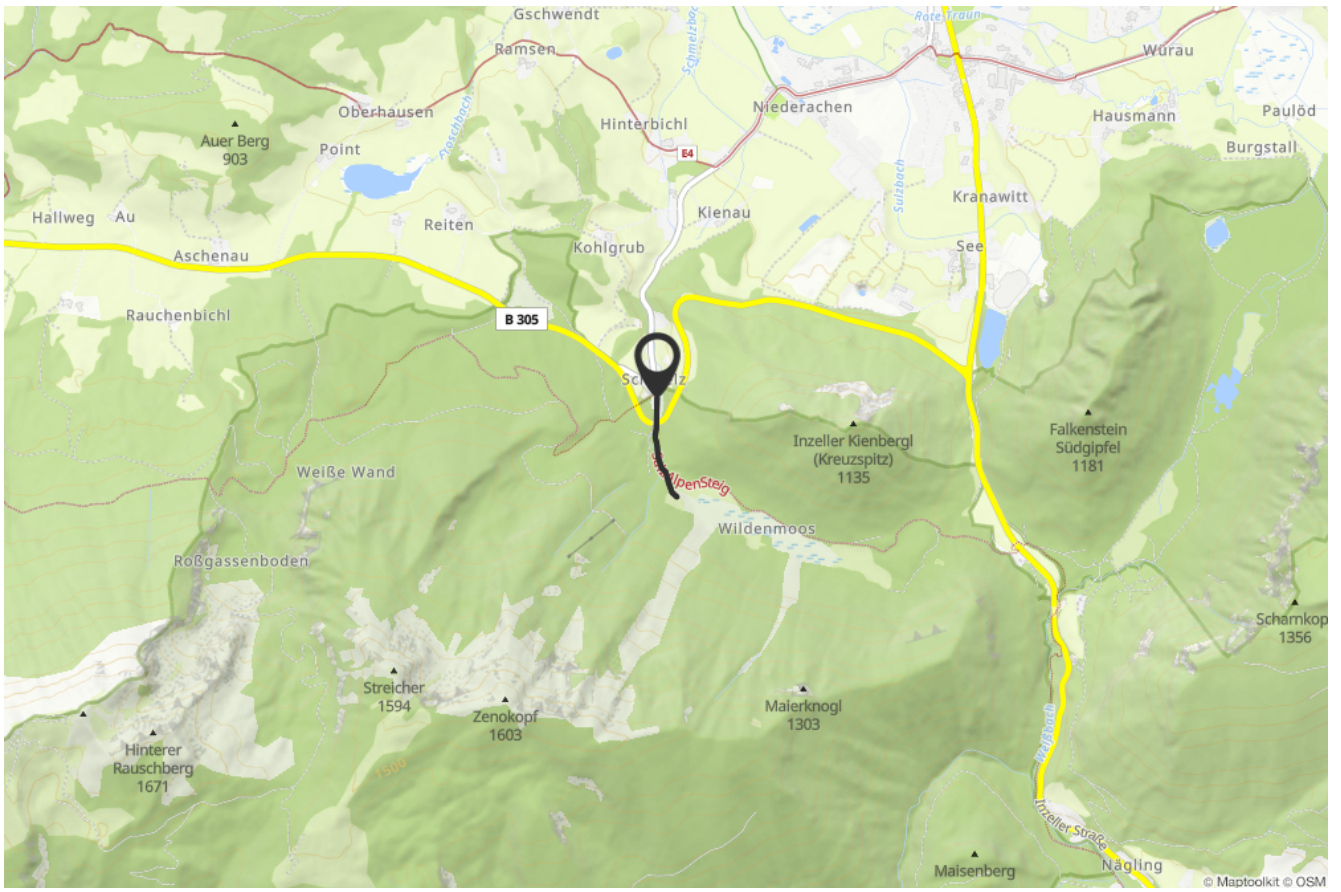 Gschwendt
Rote Traun
Ramsen
Schmelzbach
Würau
Oberhausen
Niederachen
Hausmann
Paulöd
Hinterbichl
Auer Berg
903
Point
Froschbach
E4
Burgstall
Sulzbach
Kranawitt
Hallweg
Au
Reiten
Kienau
Kohlgrub
See
Aschenau
Rauchenbichl
B 305
Falkenstein
Südgipfel
1181
Inzeller Kienbergl
(Kreuzspitz)
1135
Weiße Wand
AlpenSteig
Wildenmoos
Roßgassenboden
Scharnkop
1356
Streicher
1594
Zenokopf
1603
Maierknogl
1303
Weißbach
Hinterer
Rauschberg
1671
1500
Inzeller Straße
Maisenberg
Nägling
© Maptoolkit © OSM